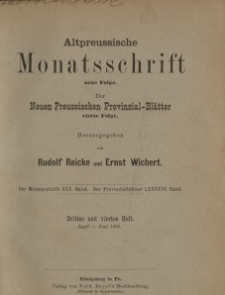 Altpreussische
Monatsschrift
neue Folge.
Der
Neuen Preussischen Provinzial-Blätter
vierte Folge.
Herausgegeben
von
Rudolf Reicke und Ernst Wichert.
Der Monatsschrift XXX. Band. Der Provinzialblätter Band.
Drittes und viertes Heft.
April — Juni
Königsberg in Pr.
Verlag von Ferd. Beyer's Buchhandlung.